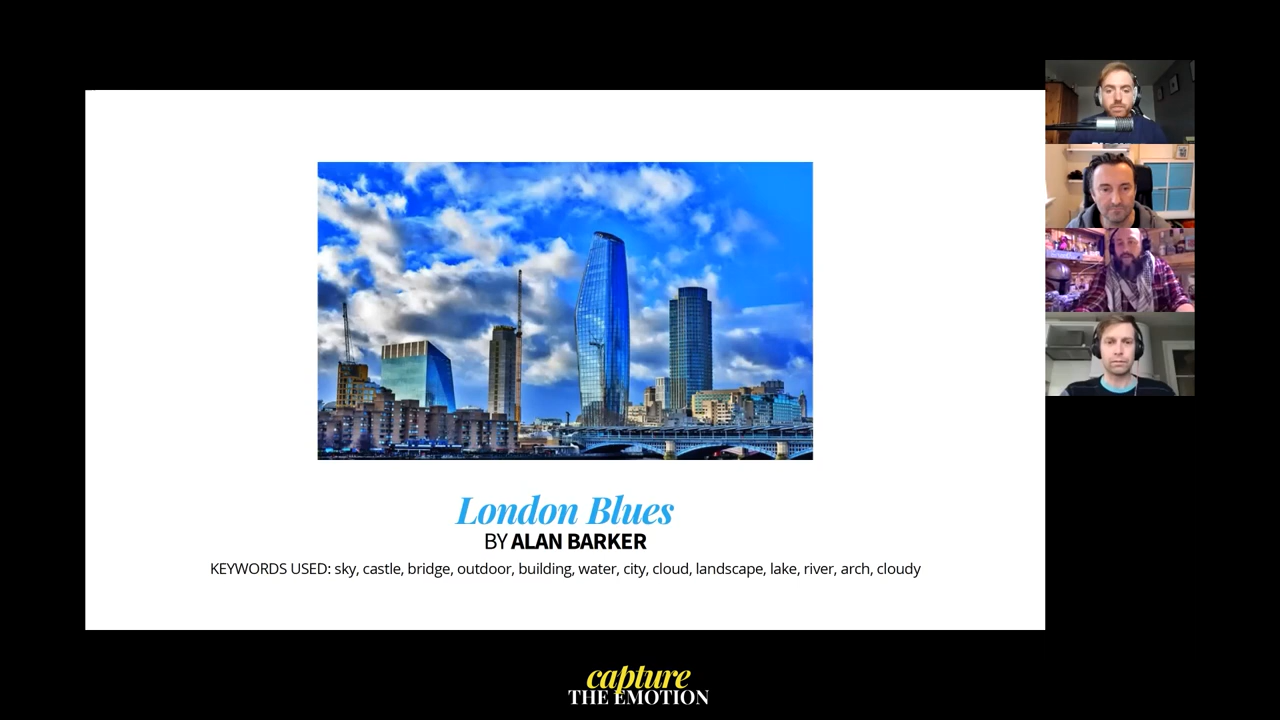 London Blues
BY ALAN BARKER
KEYWORDS USED: sky, castle, bridge, outdoor, building, water, city, cloud, landscape, lake, river, arch, cloudy
capture
THE EMOTION